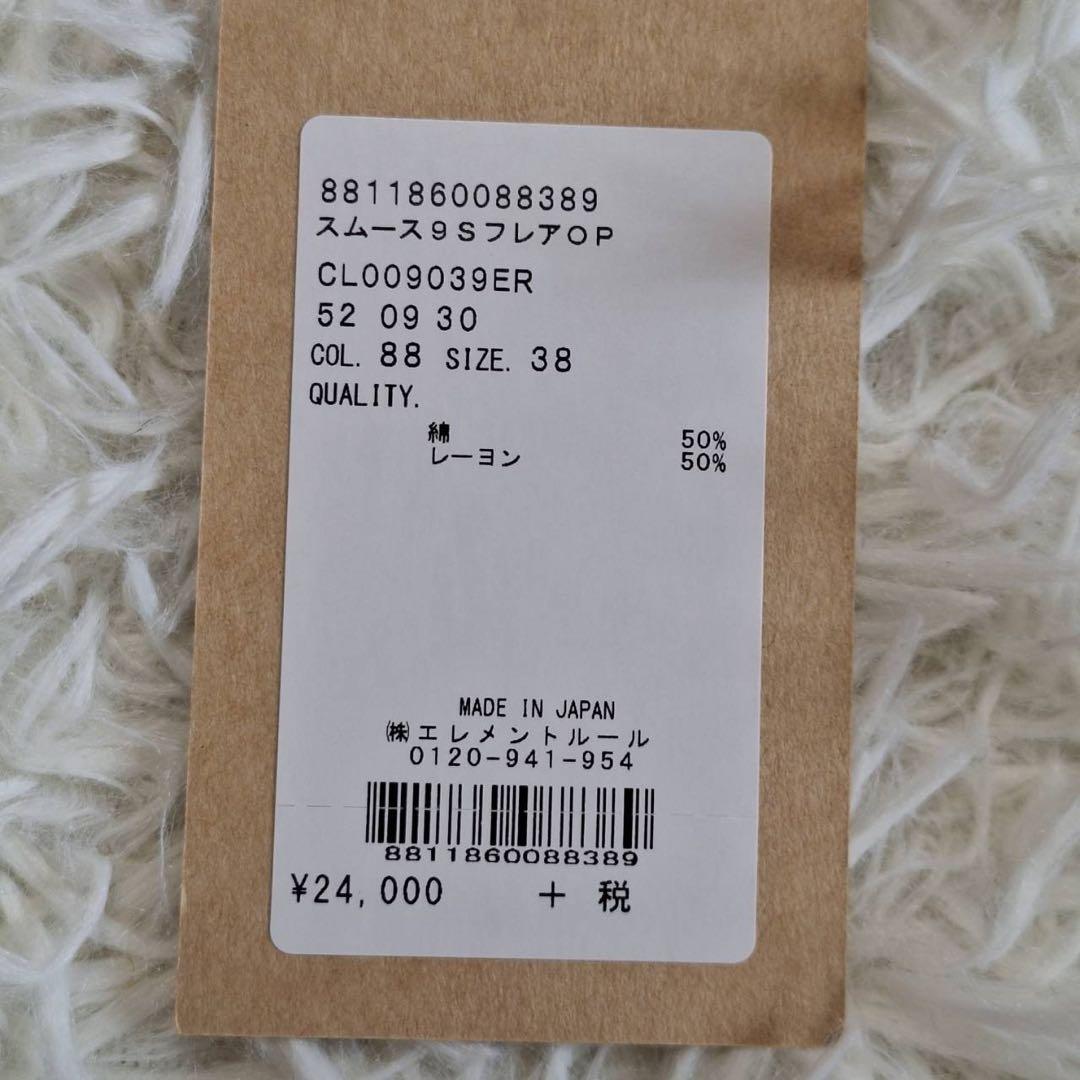 8811860088389
スムース９ＳフレアＯＰ
CL009039ER
52 09 30
COL. 88 SIZE. 38
QUALITY.
綿 50%
レーヨン 50%
MADE IN JAPAN
㈱エレメントルール
0120-941-954
8811860088389
¥24,000 ＋ 税